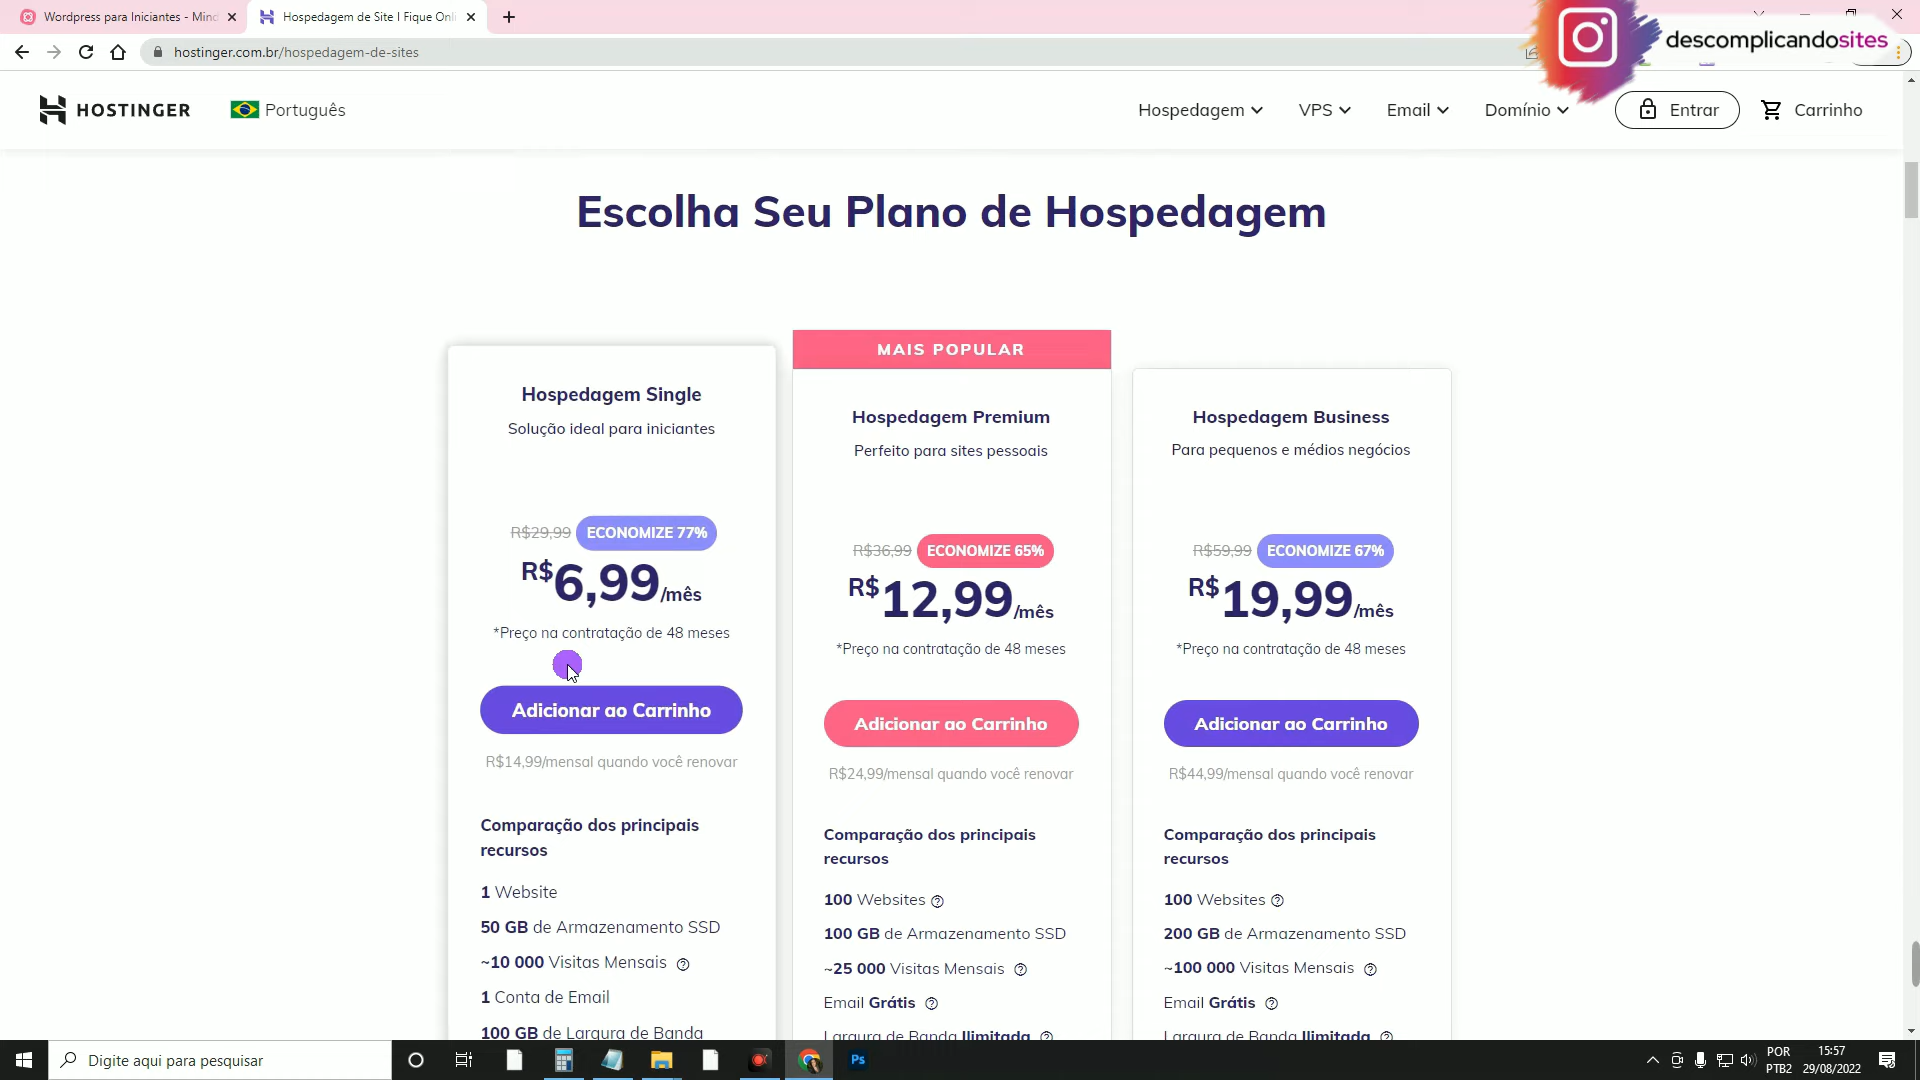 Wordpress para Iniciantes - Mind
Hospedagem de Site I Fique Onli
hostinger.com.br/hospedagem-de-sites
descomplicandosites
HOSTINGER
Português
Hospedagem
VPS
Email
Domínio
Entrar
Carrinho
Escolha Seu Plano de Hospedagem
Hospedagem Single
Solução ideal para iniciantes
R$29,99 ECONOMIZE 77%
R$6,99/mês
*Preço na contratação de 48 meses
Adicionar ao Carrinho
R$14,99/mensal quando você renovar
Comparação dos principais
recursos
1 Website
50 GB de Armazenamento SSD
~10 000 Visitas Mensais
1 Conta de Email
100 GB de Largura de Banda
MAIS POPULAR
Hospedagem Premium
Perfeito para sites pessoais
R$36,99 ECONOMIZE 65%
R$12,99/mês
*Preço na contratação de 48 meses
Adicionar ao Carrinho
R$24,99/mensal quando você renovar
Comparação dos principais
recursos
100 Websites
100 GB de Armazenamento SSD
~25 000 Visitas Mensais
Email Grátis
Largura de Banda Ilimitada
Hospedagem Business
Para pequenos e médios negócios
R$59,99 ECONOMIZE 67%
R$19,99/mês
*Preço na contratação de 48 meses
Adicionar ao Carrinho
R$44,99/mensal quando você renovar
Comparação dos principais
recursos
100 Websites
200 GB de Armazenamento SSD
~100 000 Visitas Mensais
Email Grátis
Largura de Banda Ilimitada
Digite aqui para pesquisar
Ps
POR
PTB2
15:57
29/08/2022